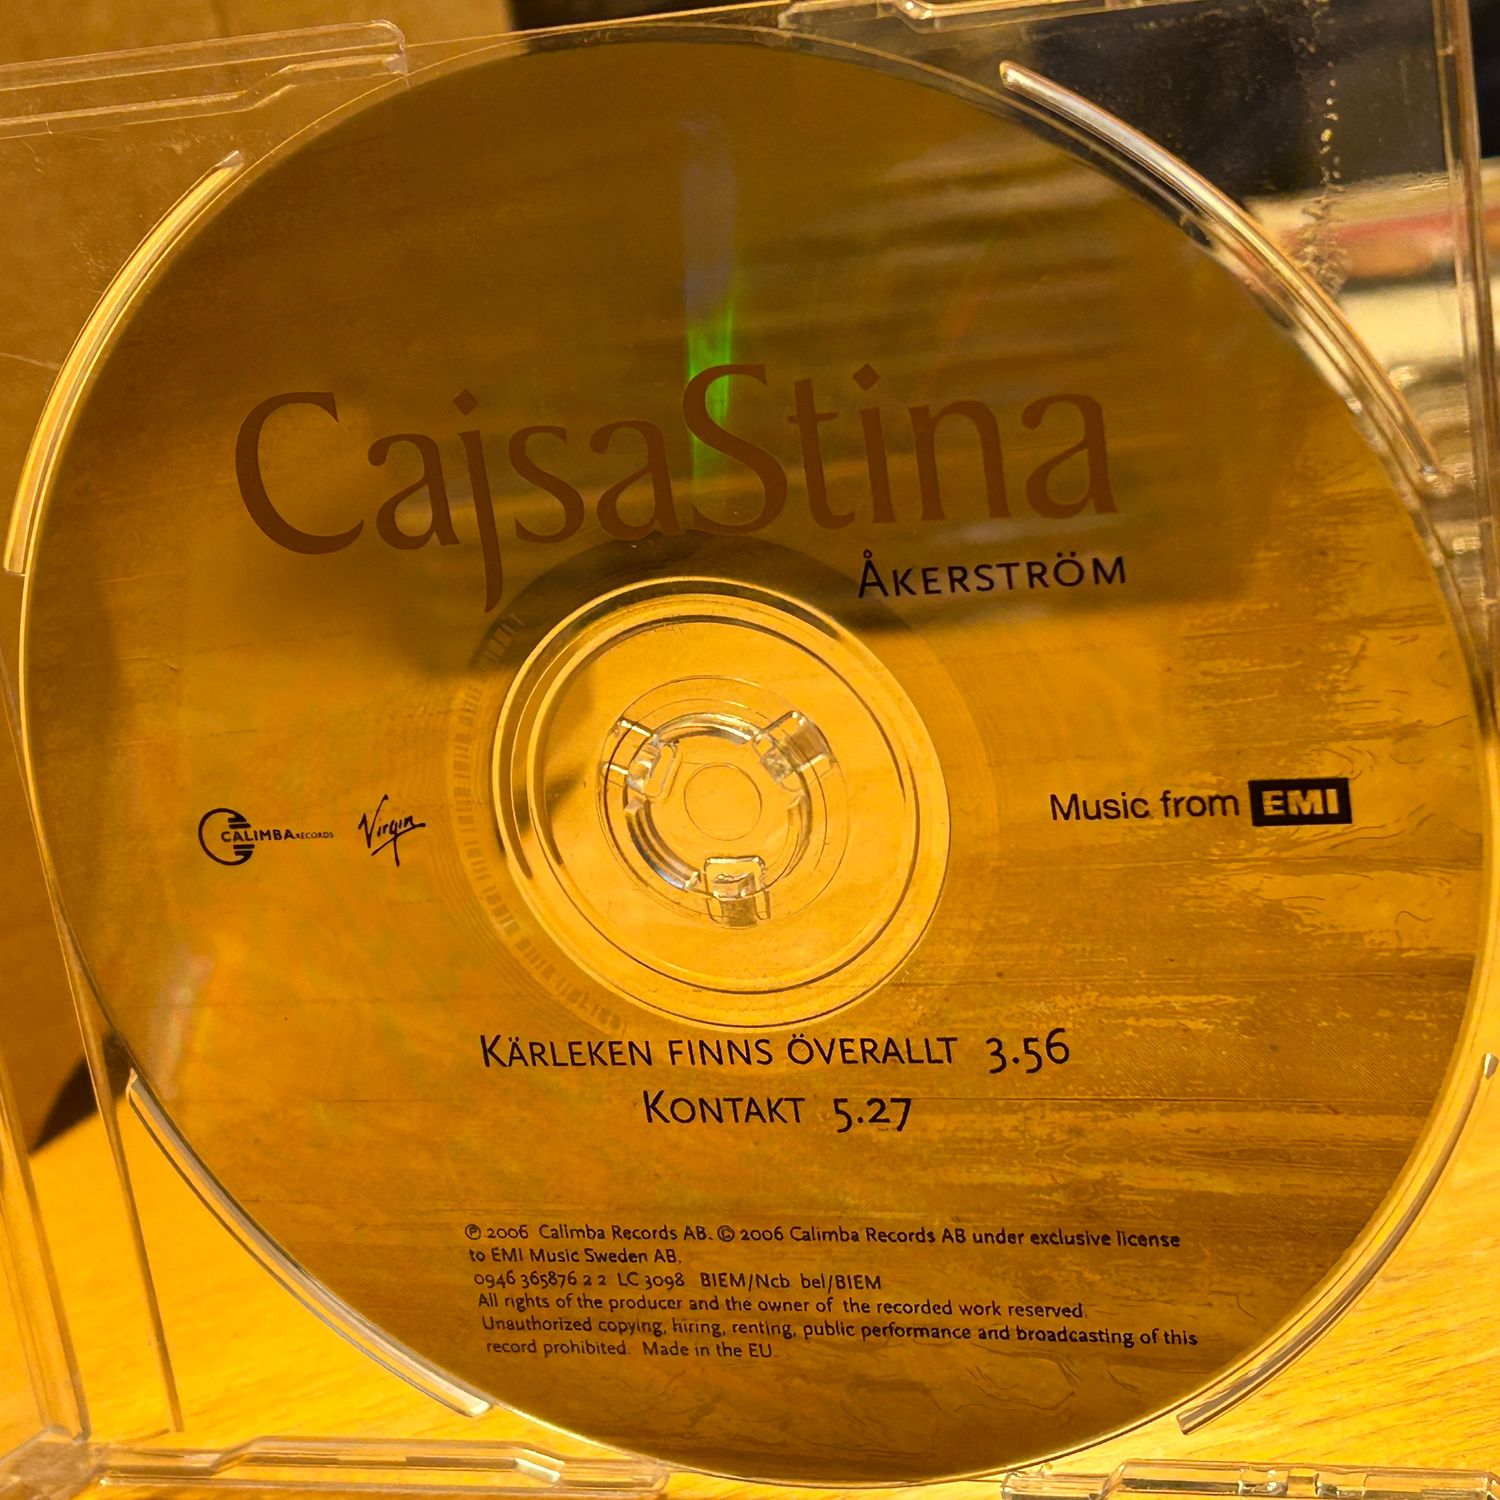 CajsaStina
ÅKERSTRÖM
CALIMBA RECORDS
Virgin
Music from EMI
KÄRLEKEN FINNS ÖVERALLT 3.56
KONTAKT 5.27
℗ 2006 Calimba Records AB. © 2006 Calimba Records AB under exclusive license
to EMI Music Sweden AB.
0946 365876 2 2 LC 3098 BIEM/Ncb bel/BIEM
All rights of the producer and the owner of the recorded work reserved.
Unauthorized copying, hiring, renting, public performance and broadcasting of this
record prohibited. Made in the EU.